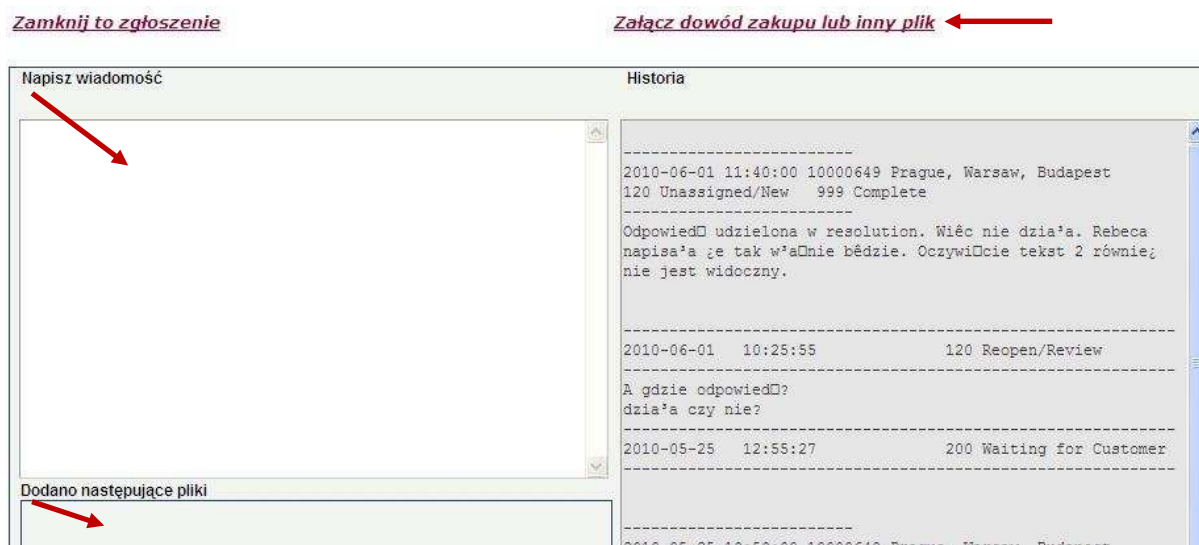 Zamknij to zgłoszenie
Załącz dowód zakupu lub inny plik
Napisz wiadomość
Historia
-------------------------
2010-06-01 11:40:00 10000649 Prague, Warsaw, Budapest
120 Unassigned/New 999 Complete
-------------------------
Odpowied□ udzielona w resolution. Wiêc nie dzia³a. Rebeca
napisa³a ¿e tak w³a□nie bêdzie. Oczywi□cie tekst 2 równie¿
nie jest widoczny.
------------------------------------------------------------
2010-06-01 10:25:55 120 Reopen/Review
------------------------------------------------------------
A gdzie odpowied□?
dzia³a czy nie?
------------------------------------------------------------
2010-05-25 12:55:27 200 Waiting for Customer
------------------------------------------------------------
-------------------------
Dodano następujące pliki